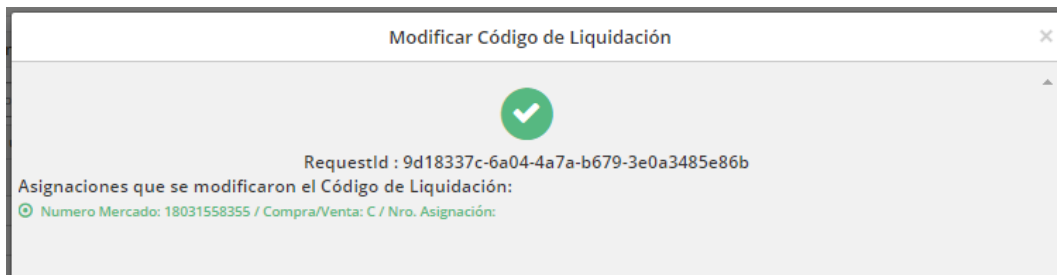 Modificar Código de Liquidación
RequestId : 9d18337c-6a04-4a7a-b679-3e0a3485e86b
Asignaciones que se modificaron el Código de Liquidación:
Numero Mercado: 18031558355 / Compra/Venta: C / Nro. Asignación: